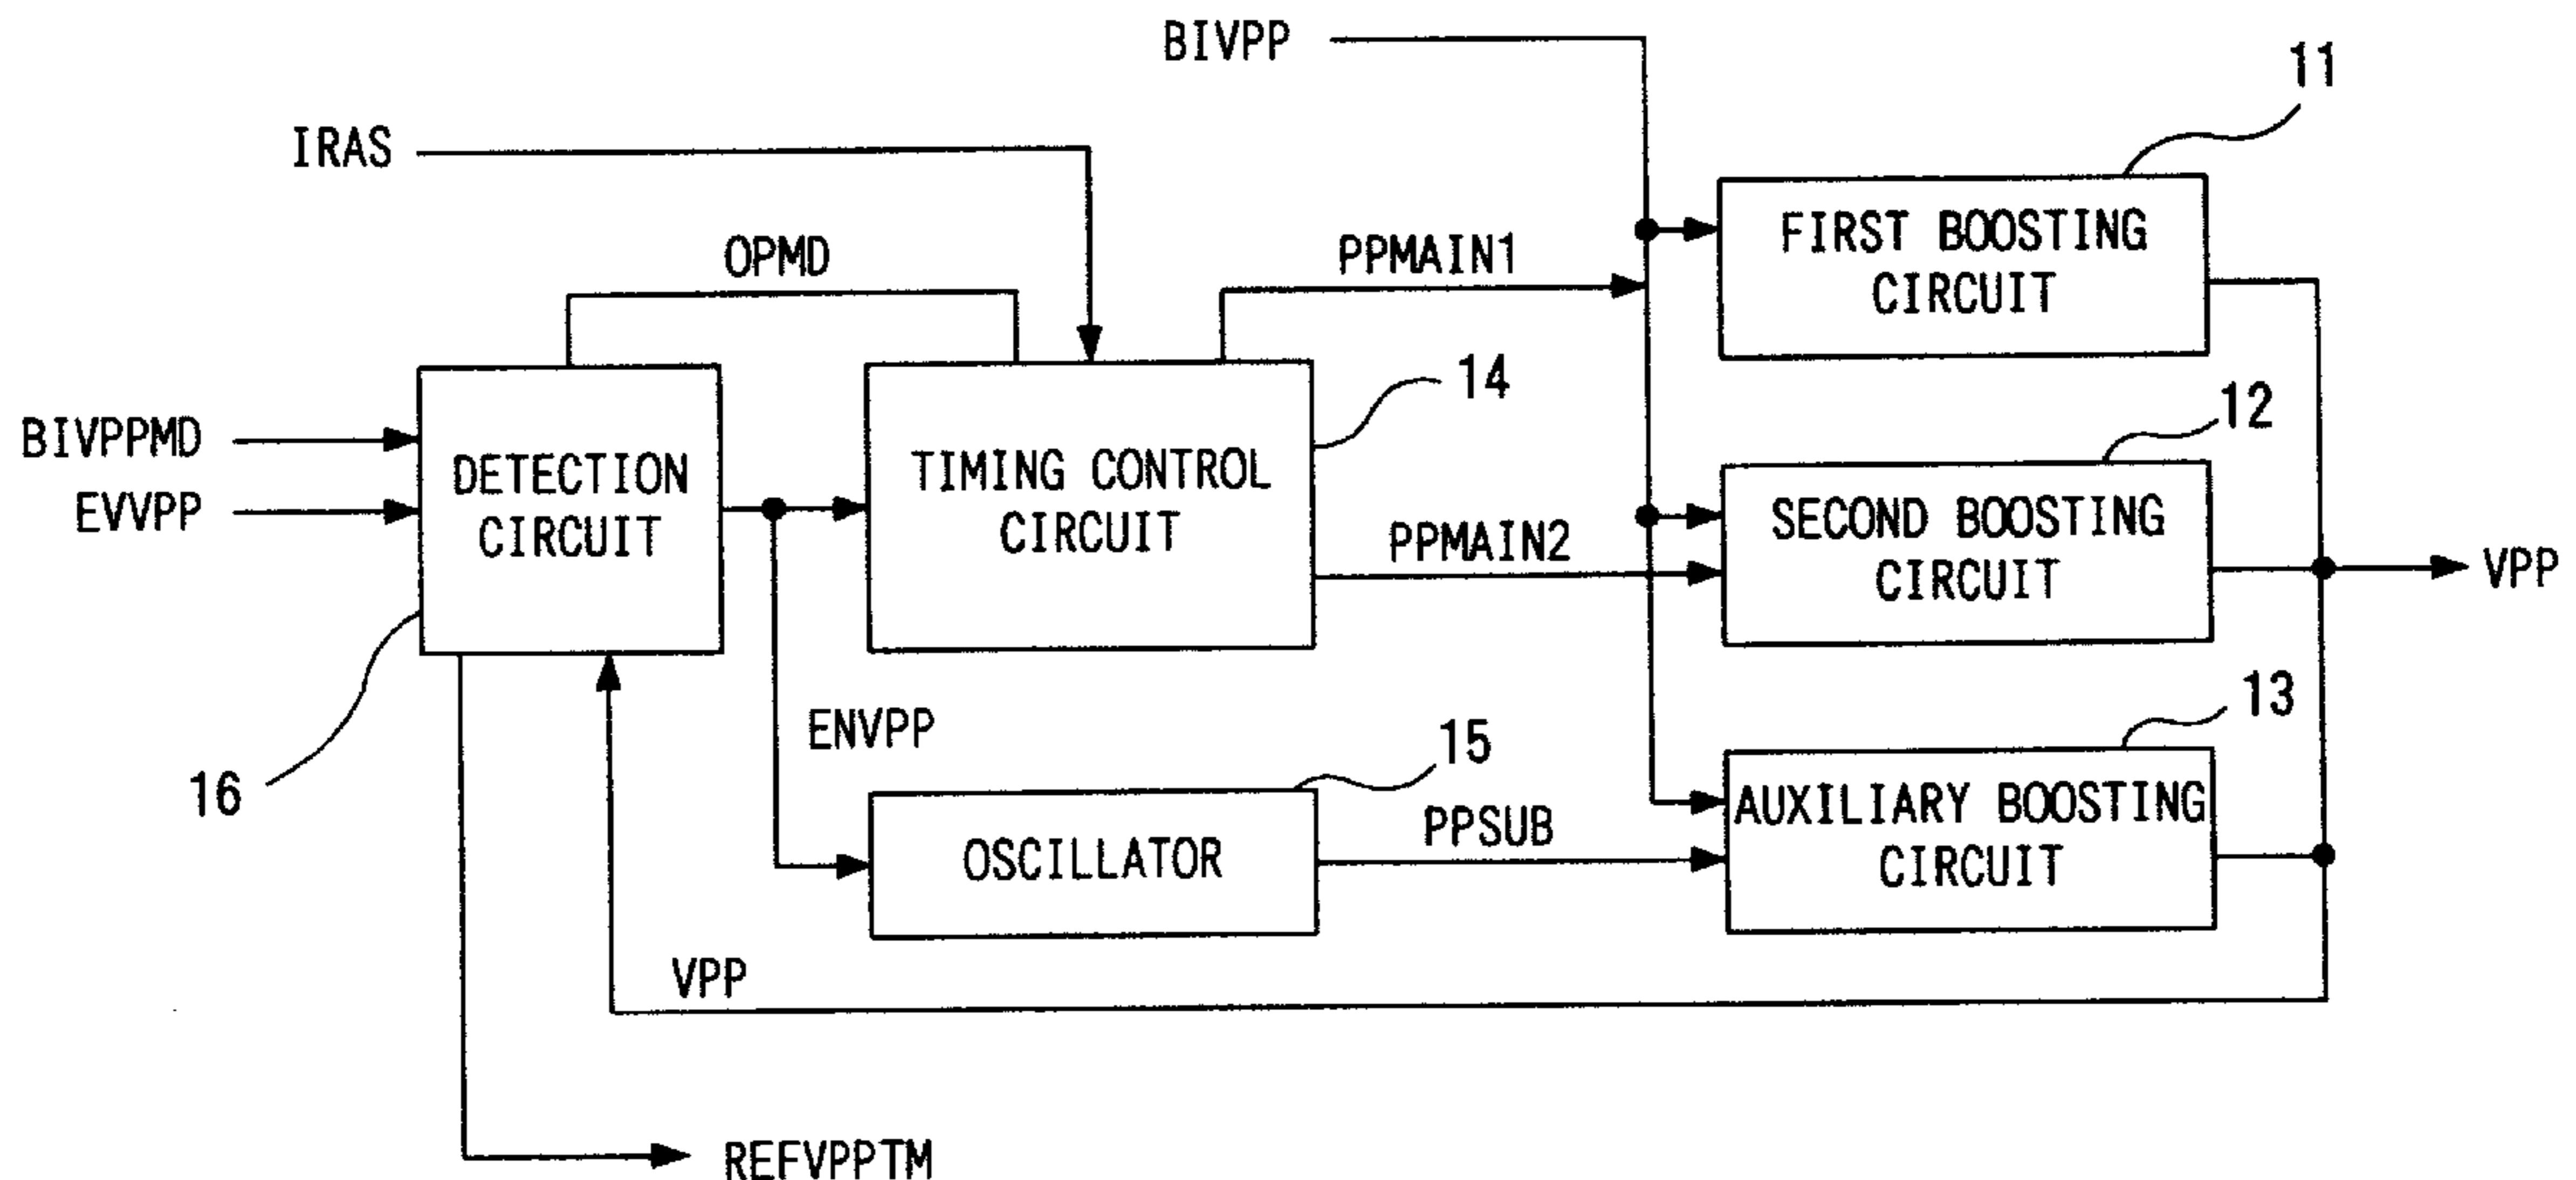 BIVPP
11
IRAS
FIRST BOOSTING
CIRCUIT
OPMD
PPMAIN1
14
12
BIVPPMD
EVVPP
DETECTION
CIRCUIT
TIMING CONTROL
CIRCUIT
PPMAIN2
SECOND BOOSTING
CIRCUIT
VPP
16
ENVPP
15
13
OSCILLATOR
PPSUB
AUXILIARY BOOSTING
CIRCUIT
VPP
REFVPPTM